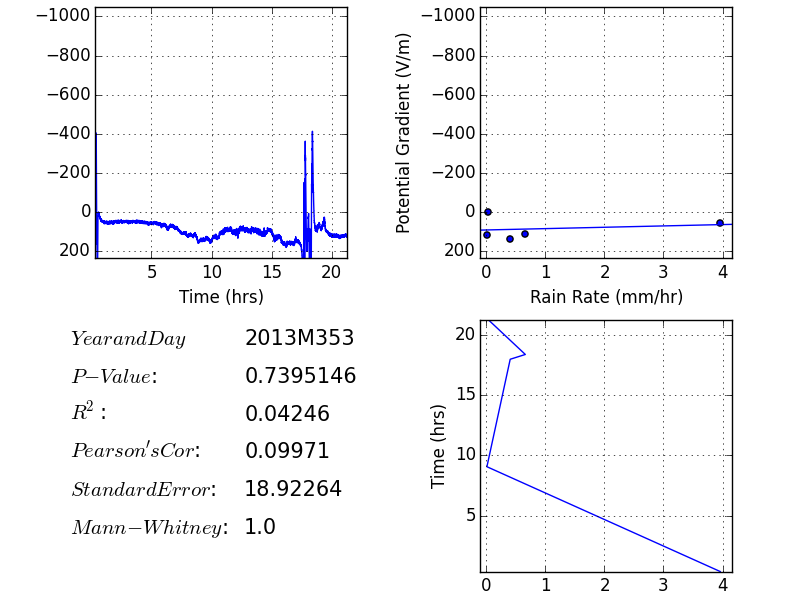 −1000
−800
−600
−400
−200
0
200
5 10 15 20
Time (hrs)
Potential Gradient (V/m)
−1000
−800
−600
−400
−200
0
200
0 1 2 3 4
Rain Rate (mm/hr)
YearandDay 2013M353
P−Value: 0.7395146
R²: 0.04246
Pearson'sCor: 0.09971
StandardError: 18.92264
Mann−Whitney: 1.0
Time (hrs)
20
15
10
5
0 1 2 3 4